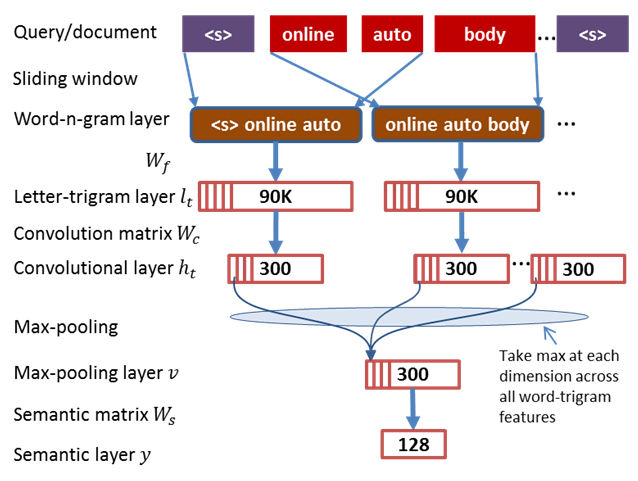 Query/document <s> online auto body ... <s>
Sliding window
Word-n-gram layer <s> online auto online auto body ...
W_f
Letter-trigram layer l_t 90K 90K ...
Convolution matrix W_c
Convolutional layer h_t 300 300 ... 300
Max-pooling
Take max at each
dimension across
all word-trigram
features
Max-pooling layer v 300
Semantic matrix W_s
Semantic layer y 128